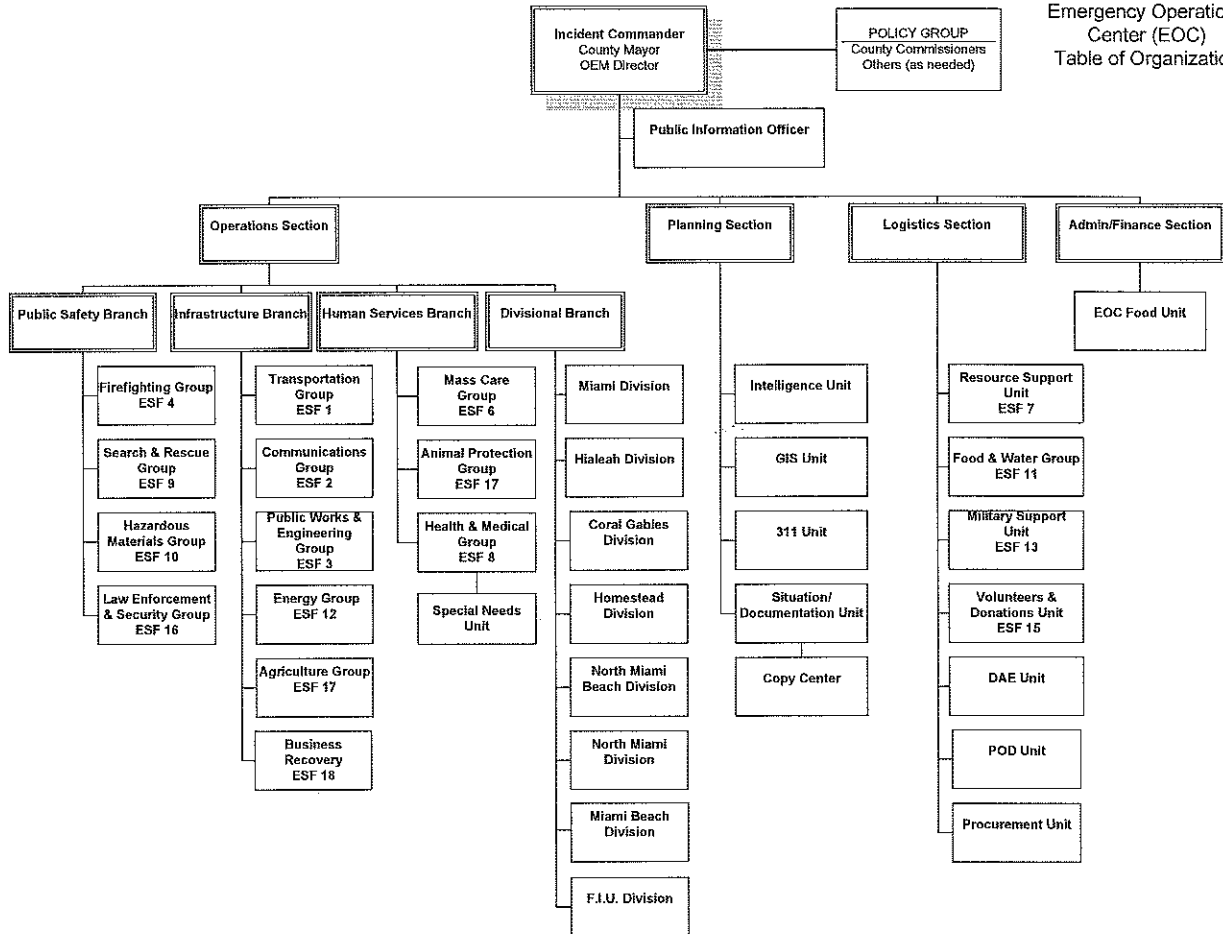 Emergency Operatio
Center (EOC)
Table of Organizatio
Incident Commander
County Mayor
OEM Director
POLICY GROUP
County Commissioners
Others (as needed)
Public Information Officer
Operations Section
Planning Section
Logistics Section
Admin/Finance Section
Public Safety Branch
Infrastructure Branch
Human Services Branch
Divisional Branch
EOC Food Unit
Firefighting Group
ESF 4
Search & Rescue
Group
ESF 9
Hazardous
Materials Group
ESF 10
Law Enforcement
& Security Group
ESF 16
Transportation
Group
ESF 1
Communications
Group
ESF 2
Public Works &
Engineering
Group
ESF 3
Energy Group
ESF 12
Agriculture Group
ESF 17
Business
Recovery
ESF 18
Mass Care
Group
ESF 6
Animal Protection
Group
ESF 17
Health & Medical
Group
ESF 8
Special Needs
Unit
Miami Division
Hialeah Division
Coral Gables
Division
Homestead
Division
North Miami
Beach Division
North Miami
Division
Miami Beach
Division
F.I.U. Division
Intelligence Unit
GIS Unit
311 Unit
Situation/
Documentation Unit
Copy Center
Resource Support
Unit
ESF 7
Food & Water Group
ESF 11
Military Support
Unit
ESF 13
Volunteers &
Donations Unit
ESF 15
DAE Unit
POD Unit
Procurement Unit